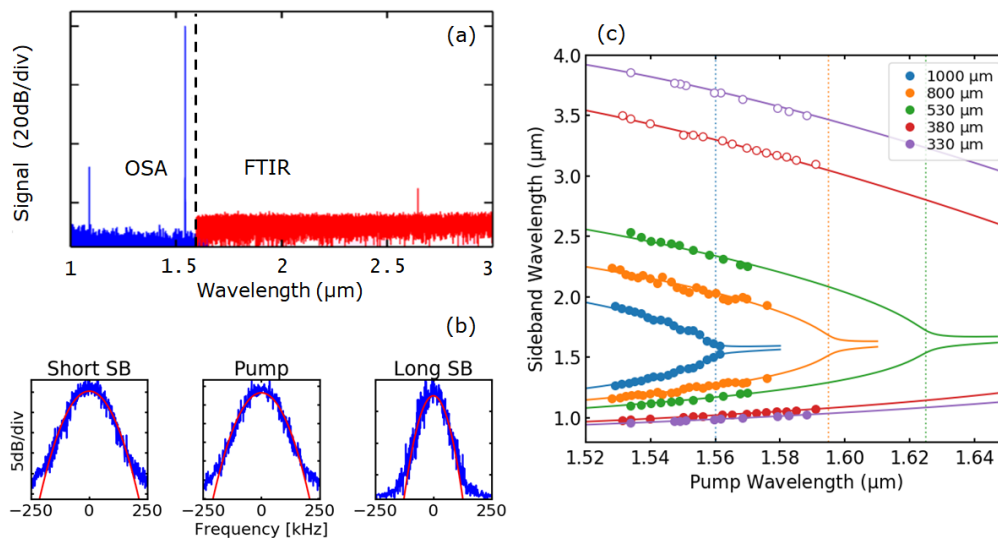 (a)
Signal (20dB/div)
OSA
FTIR
1 1.5 2 2.5 3
Wavelength (μm)
(b)
Short SB
Pump
Long SB
5dB/div
−250 0 250
−250 0 250
−250 0 250
Frequency [kHz]
(c)
Sideband Wavelength (μm)
4.0
3.5
3.0
2.5
2.0
1.5
1.0
1000 μm
800 μm
530 μm
380 μm
330 μm
1.52 1.54 1.56 1.58 1.60 1.62 1.64
Pump Wavelength (μm)